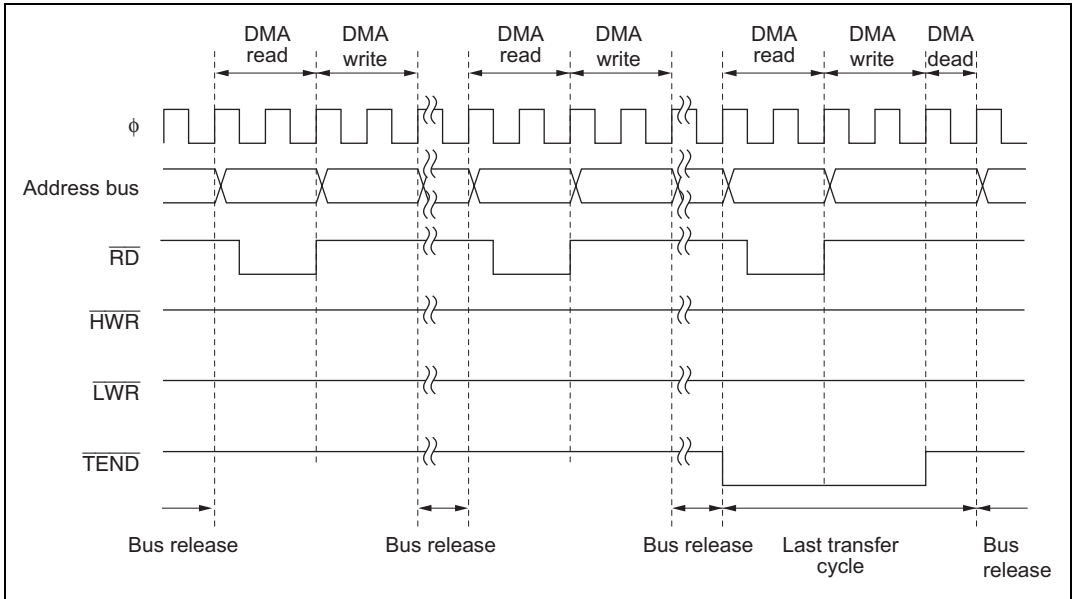 DMA read
DMA write
DMA read
DMA write
DMA read
DMA write
DMA dead
φ
Address bus
RD
HWR
LWR
TEND
Bus release
Bus release
Bus release
Last transfer cycle
Bus release